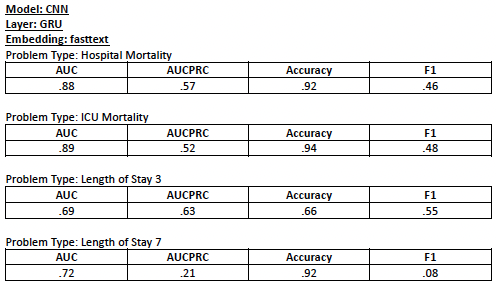 Model: CNN
Layer: GRU
Embedding: fasttext
Problem Type: Hospital Mortality
AUC AUCPRC Accuracy F1
.88 .57 .92 .46
Problem Type: ICU Mortality
AUC AUCPRC Accuracy F1
.89 .52 .94 .48
Problem Type: Length of Stay 3
AUC AUCPRC Accuracy F1
.69 .63 .66 .55
Problem Type: Length of Stay 7
AUC AUCPRC Accuracy F1
.72 .21 .92 .08